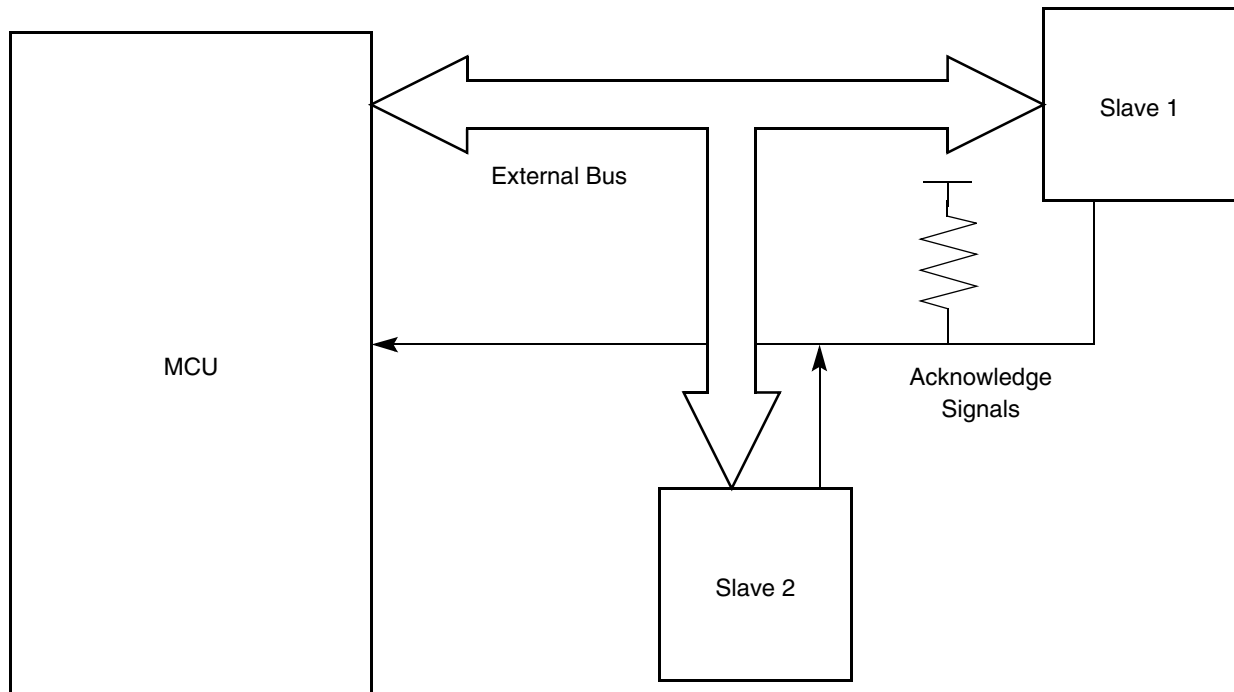 Slave 1
External Bus
MCU
Acknowledge
Signals
Slave 2